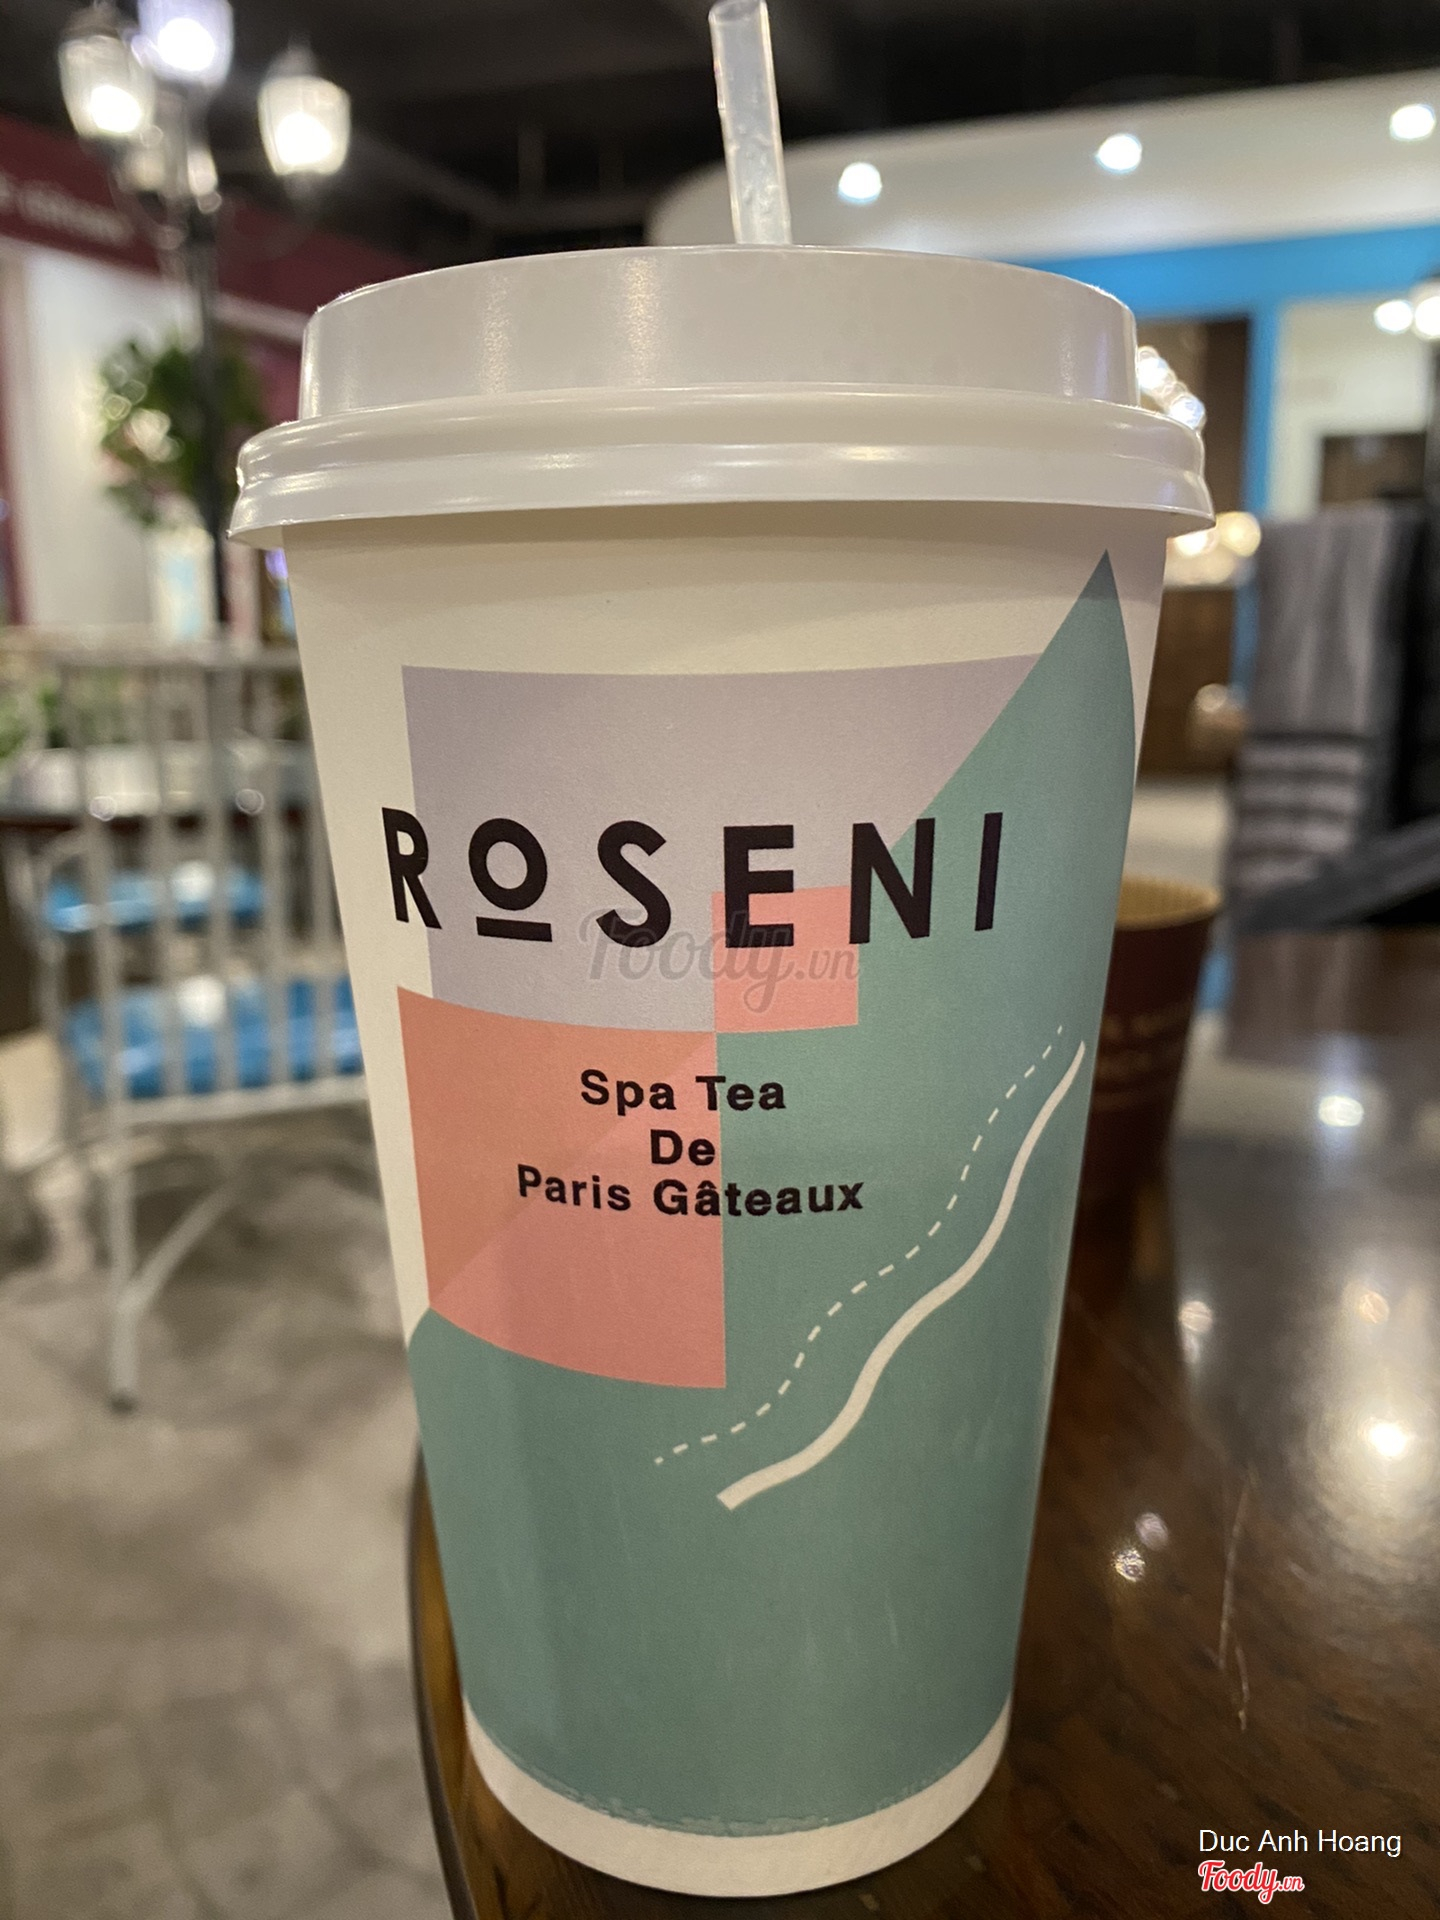 ROSENI
Foody.vn
Spa Tea
De
Paris Gâteaux
Duc Anh Hoang
Foody.vn